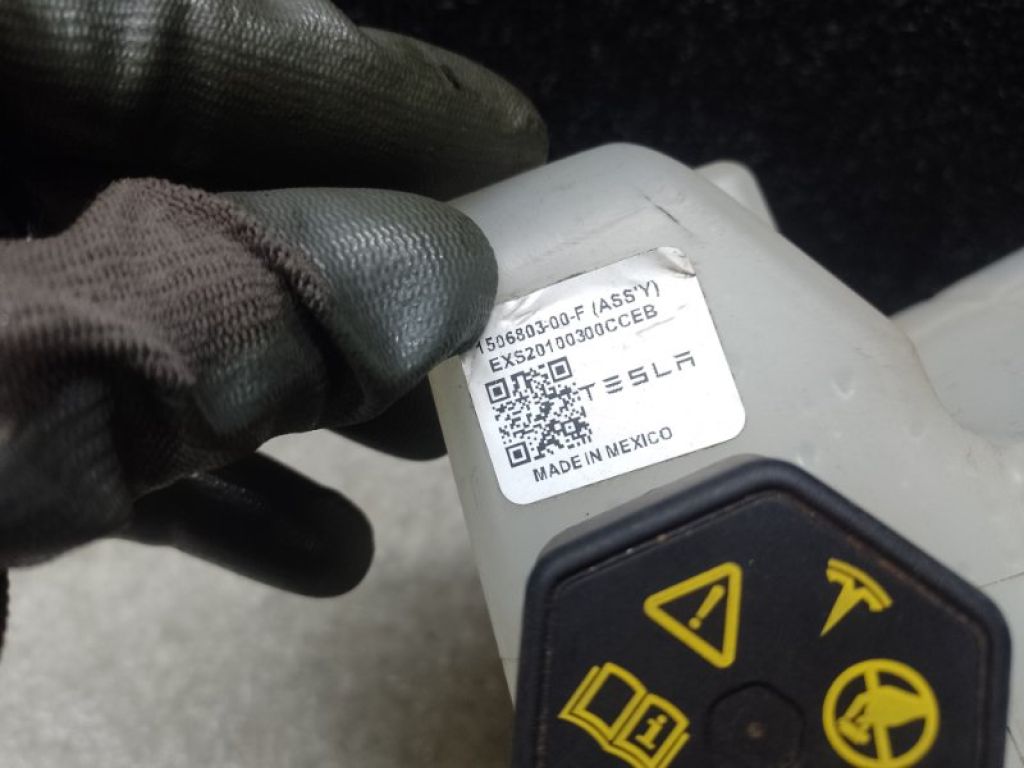 1506803-00-F (ASS'Y)
EXS20100300CCEB
TESLA
MADE IN MEXICO